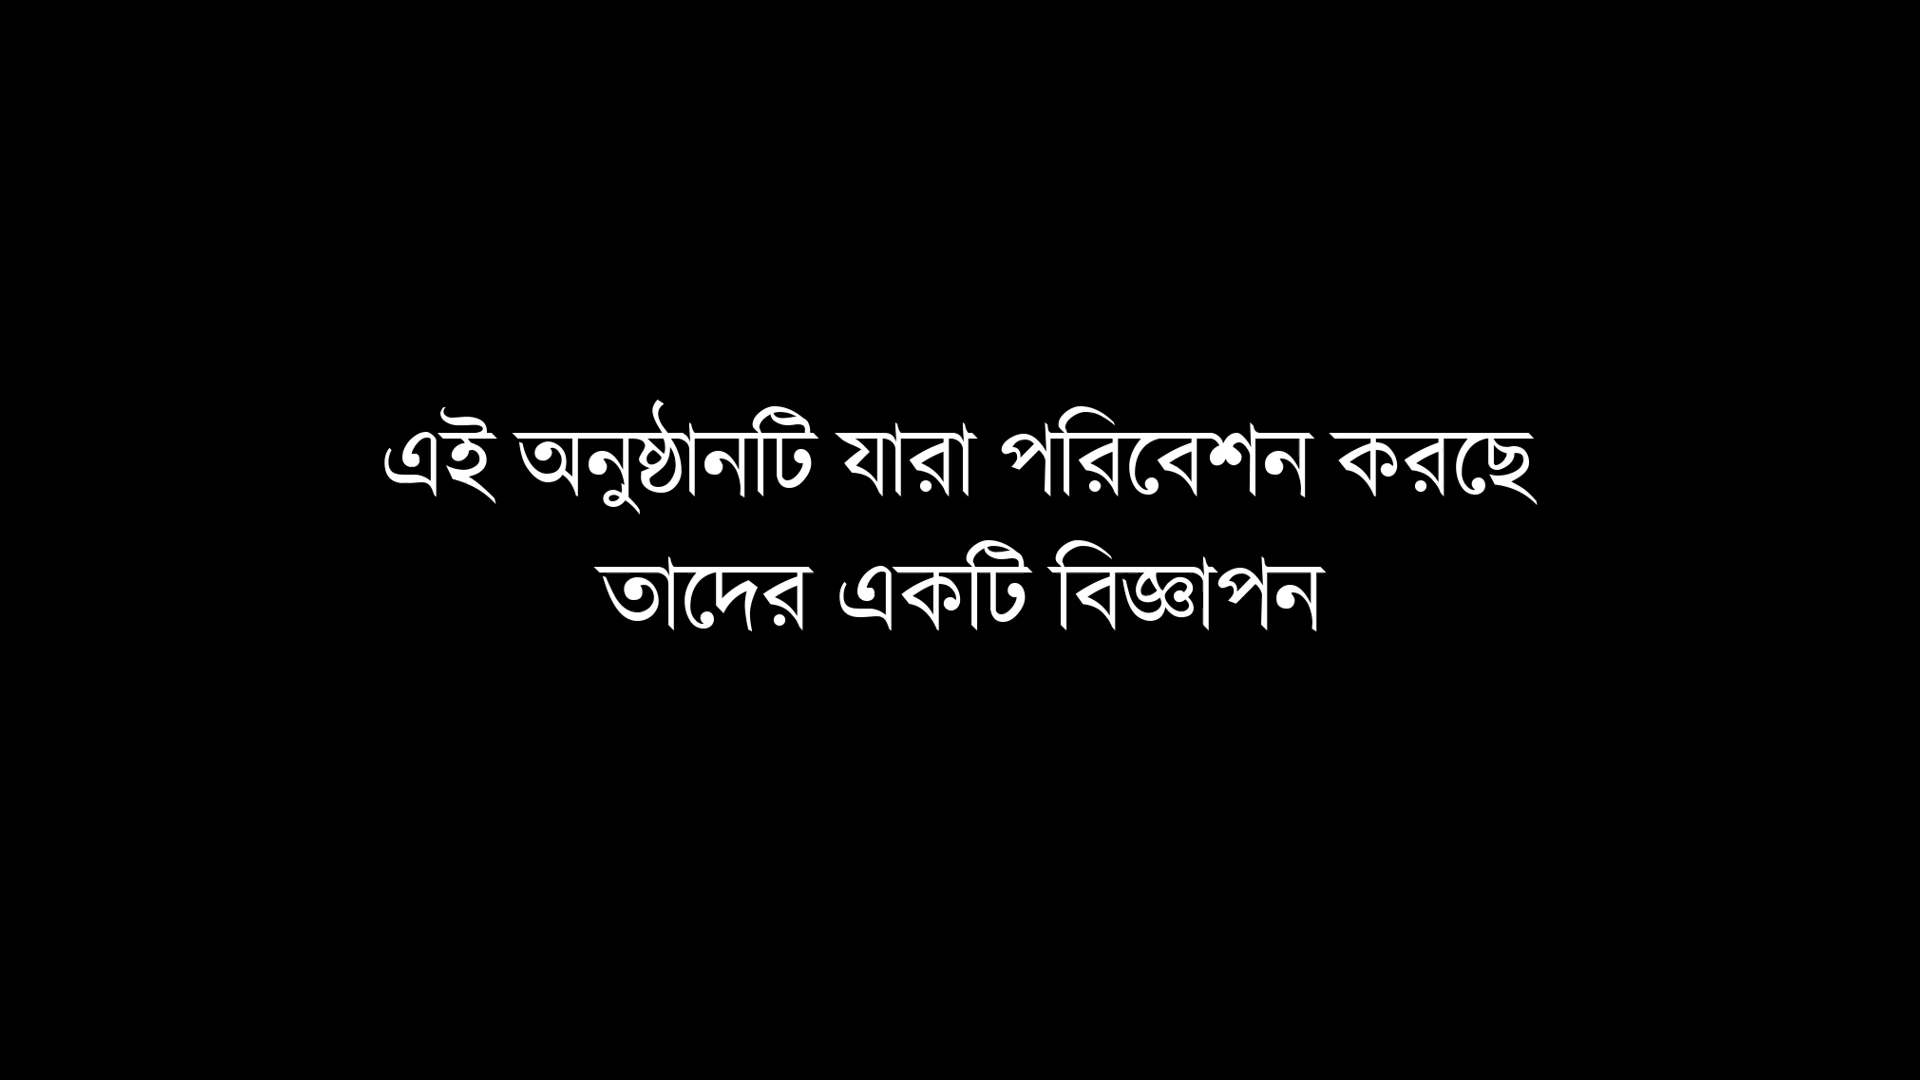 এই অনুষ্ঠানটি যারা পরিবেশন করছে
তাদের একটি বিজ্ঞাপন